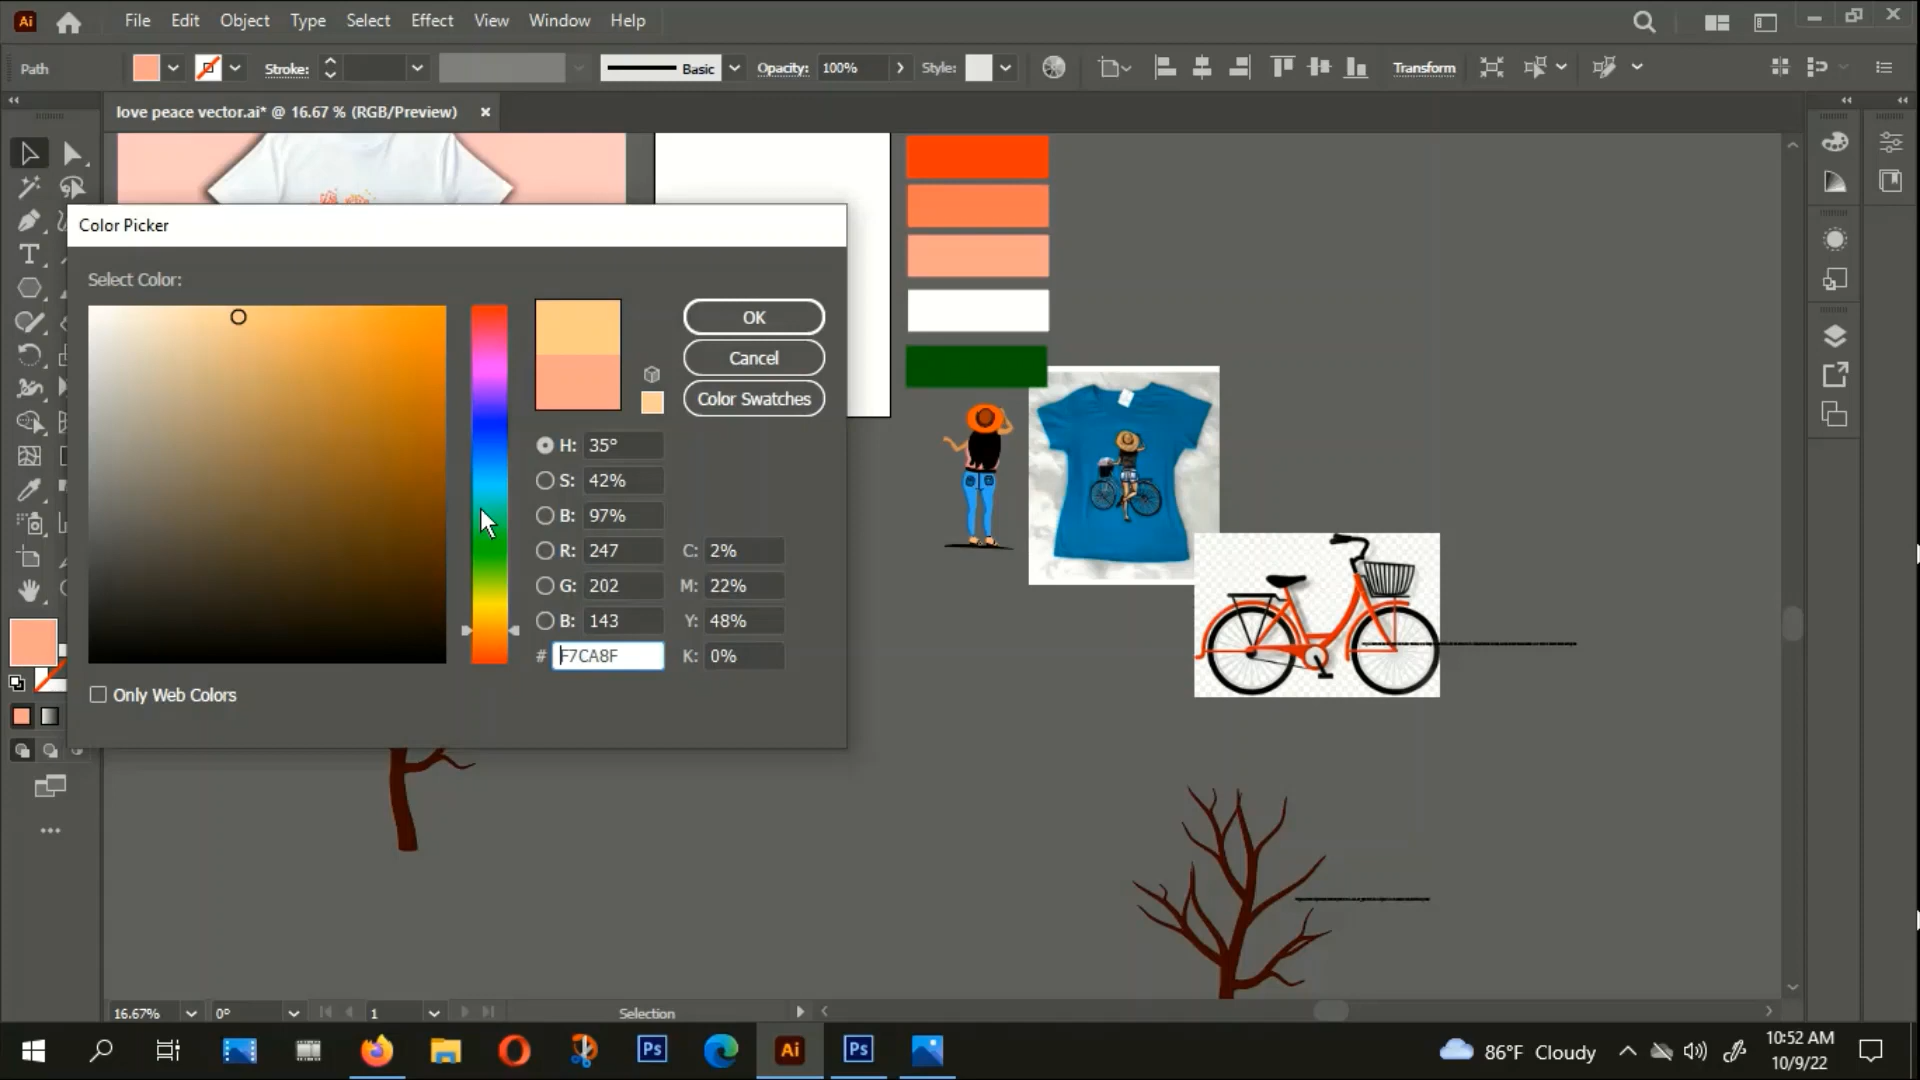 Ai File Edit Object Type Select Effect View Window Help
Path Stroke: Basic Opacity: 100% Style: Transform
love peace vector.ai* @ 16.67 % (RGB/Preview) ×
Color Picker
Select Color:
OK
Cancel
Color Swatches
H: 35°
S: 42%
B: 97%
R: 247 C: 2%
G: 202 M: 22%
B: 143 Y: 48%
# F7CA8F K: 0%
Only Web Colors
16.67% 0° 1 Selection
Ps Ai Ps 86°F Cloudy 10:52 AM
10/9/22